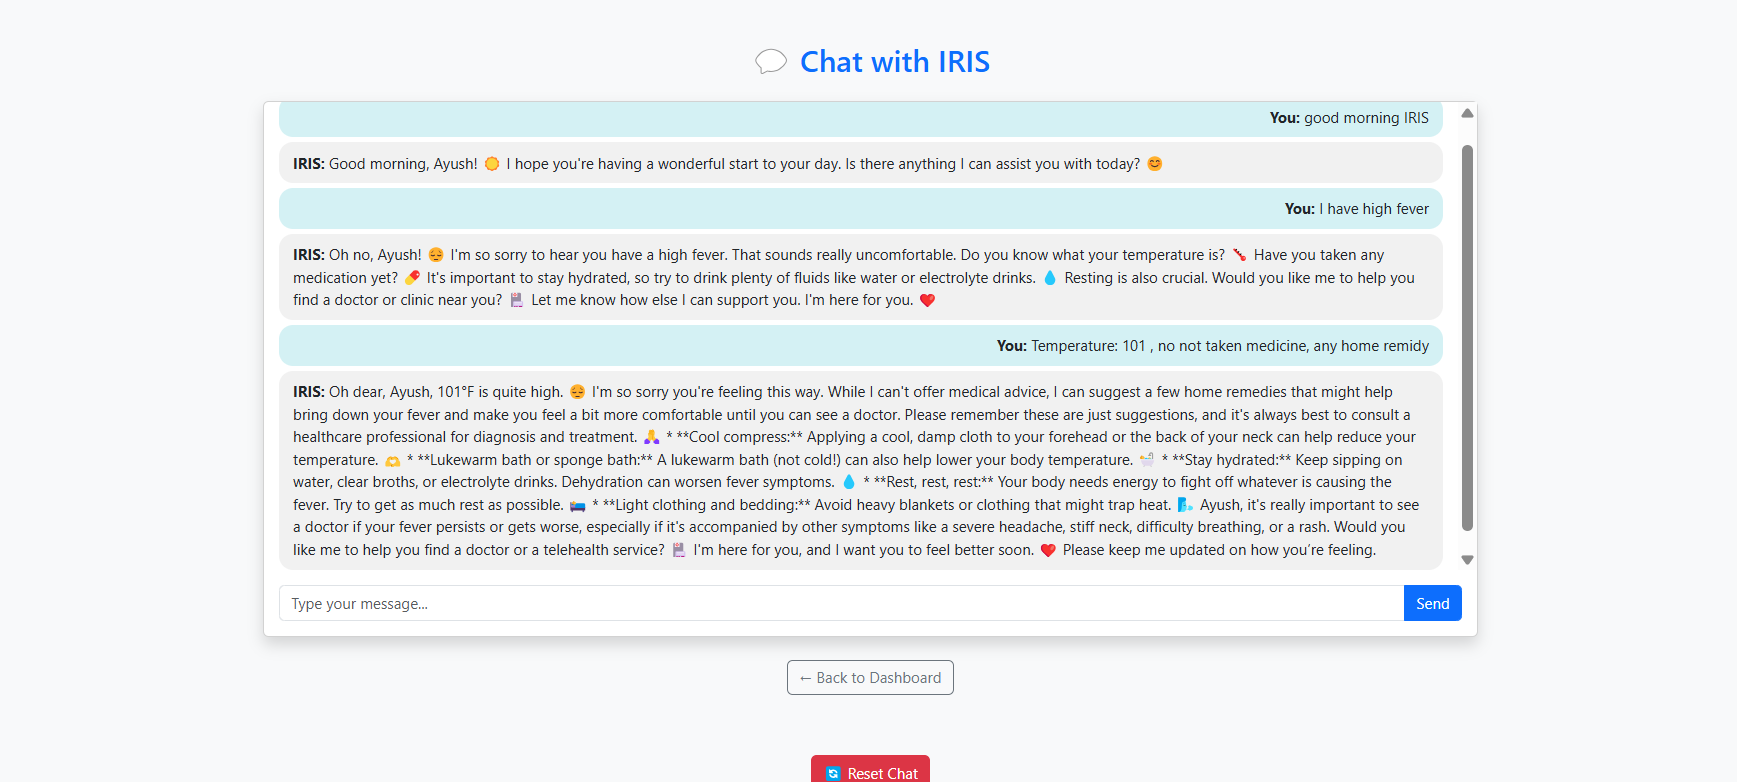 Chat with IRIS
You: good morning IRIS
IRIS: Good morning, Ayush! 🌞 I hope you're having a wonderful start to your day. Is there anything I can assist you with today? 😊
You: I have high fever
IRIS: Oh no, Ayush! 😔 I'm so sorry to hear you have a high fever. That sounds really uncomfortable. Do you know what your temperature is? 🌡️ Have you taken any
medication yet? 💊 It's important to stay hydrated, so try to drink plenty of fluids like water or electrolyte drinks. 💧 Resting is also crucial. Would you like me to help you
find a doctor or clinic near you? 🏥 Let me know how else I can support you. I'm here for you. ❤️
You: Temperature: 101 , no not taken medicine, any home remidy
IRIS: Oh dear, Ayush, 101°F is quite high. 😔 I'm so sorry you're feeling this way. While I can't offer medical advice, I can suggest a few home remedies that might help
bring down your fever and make you feel a bit more comfortable until you can see a doctor. Please remember these are just suggestions, and it's always best to consult a
healthcare professional for diagnosis and treatment. 🙏 * **Cool compress:** Applying a cool, damp cloth to your forehead or the back of your neck can help reduce your
temperature. 🫶 * **Lukewarm bath or sponge bath:** A lukewarm bath (not cold!) can also help lower your body temperature. 🛀 * **Stay hydrated:** Keep sipping on
water, clear broths, or electrolyte drinks. Dehydration can worsen fever symptoms. 💧 * **Rest, rest, rest:** Your body needs energy to fight off whatever is causing the
fever. Try to get as much rest as possible. 🛌 * **Light clothing and bedding:** Avoid heavy blankets or clothing that might trap heat. 🌬️ Ayush, it's really important to see
a doctor if your fever persists or gets worse, especially if it's accompanied by other symptoms like a severe headache, stiff neck, difficulty breathing, or a rash. Would you
like me to help you find a doctor or a telehealth service? 🏥 I'm here for you, and I want you to feel better soon. ❤️ Please keep me updated on how you're feeling.
Type your message...
Send
← Back to Dashboard
Reset Chat